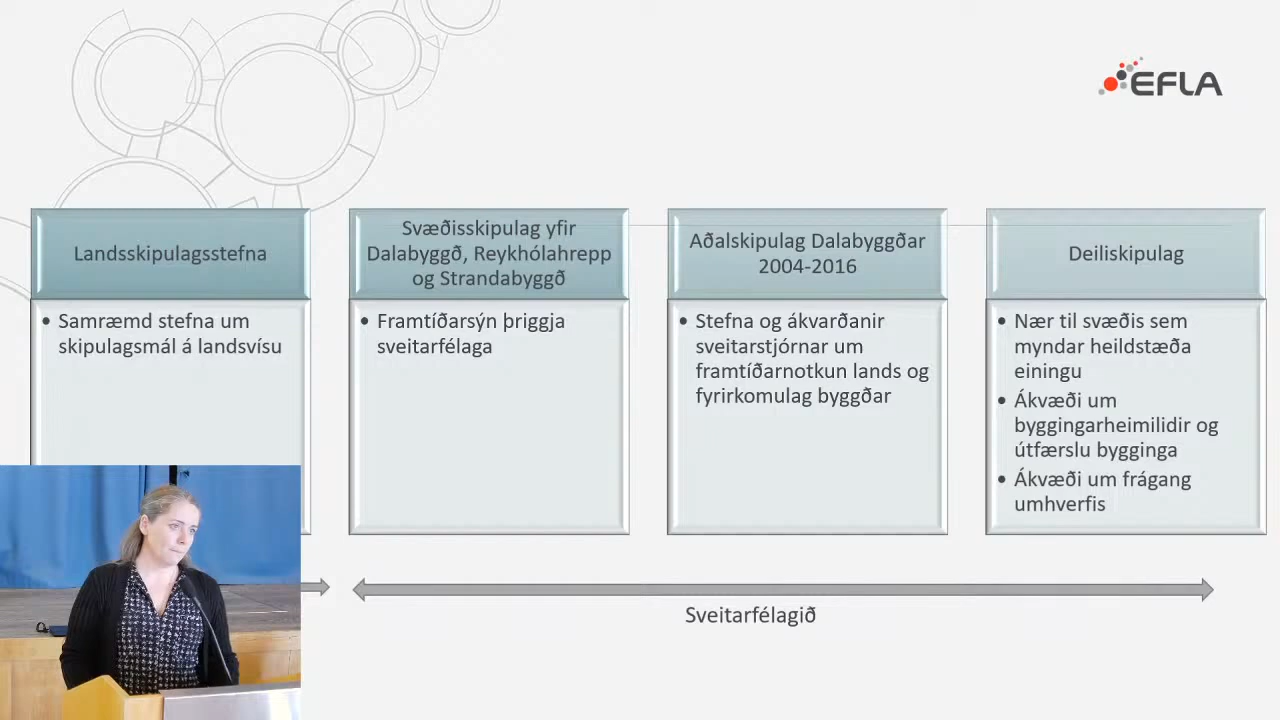 EFLA
Landsskipulagsstefna
• Samræmd stefna um
skipulagsmál á landsvísu
Svæðisskipulag yfir
Dalabyggð, Reykhólahrepp
og Strandabyggð
• Framtíðarsýn þriggja
sveitarfélaga
Aðalskipulag Dalabyggðar
2004-2016
• Stefna og ákvarðanir
sveitarstjórnar um
framtíðarnotkun lands og
fyrirkomulag byggðar
Deiliskipulag
• Nær til svæðis sem
myndar heildstæða
einingu
• Ákvæði um
byggingarheimilidir og
útfærslu bygginga
• Ákvæði um frágang
umhverfis
Sveitarfélagið